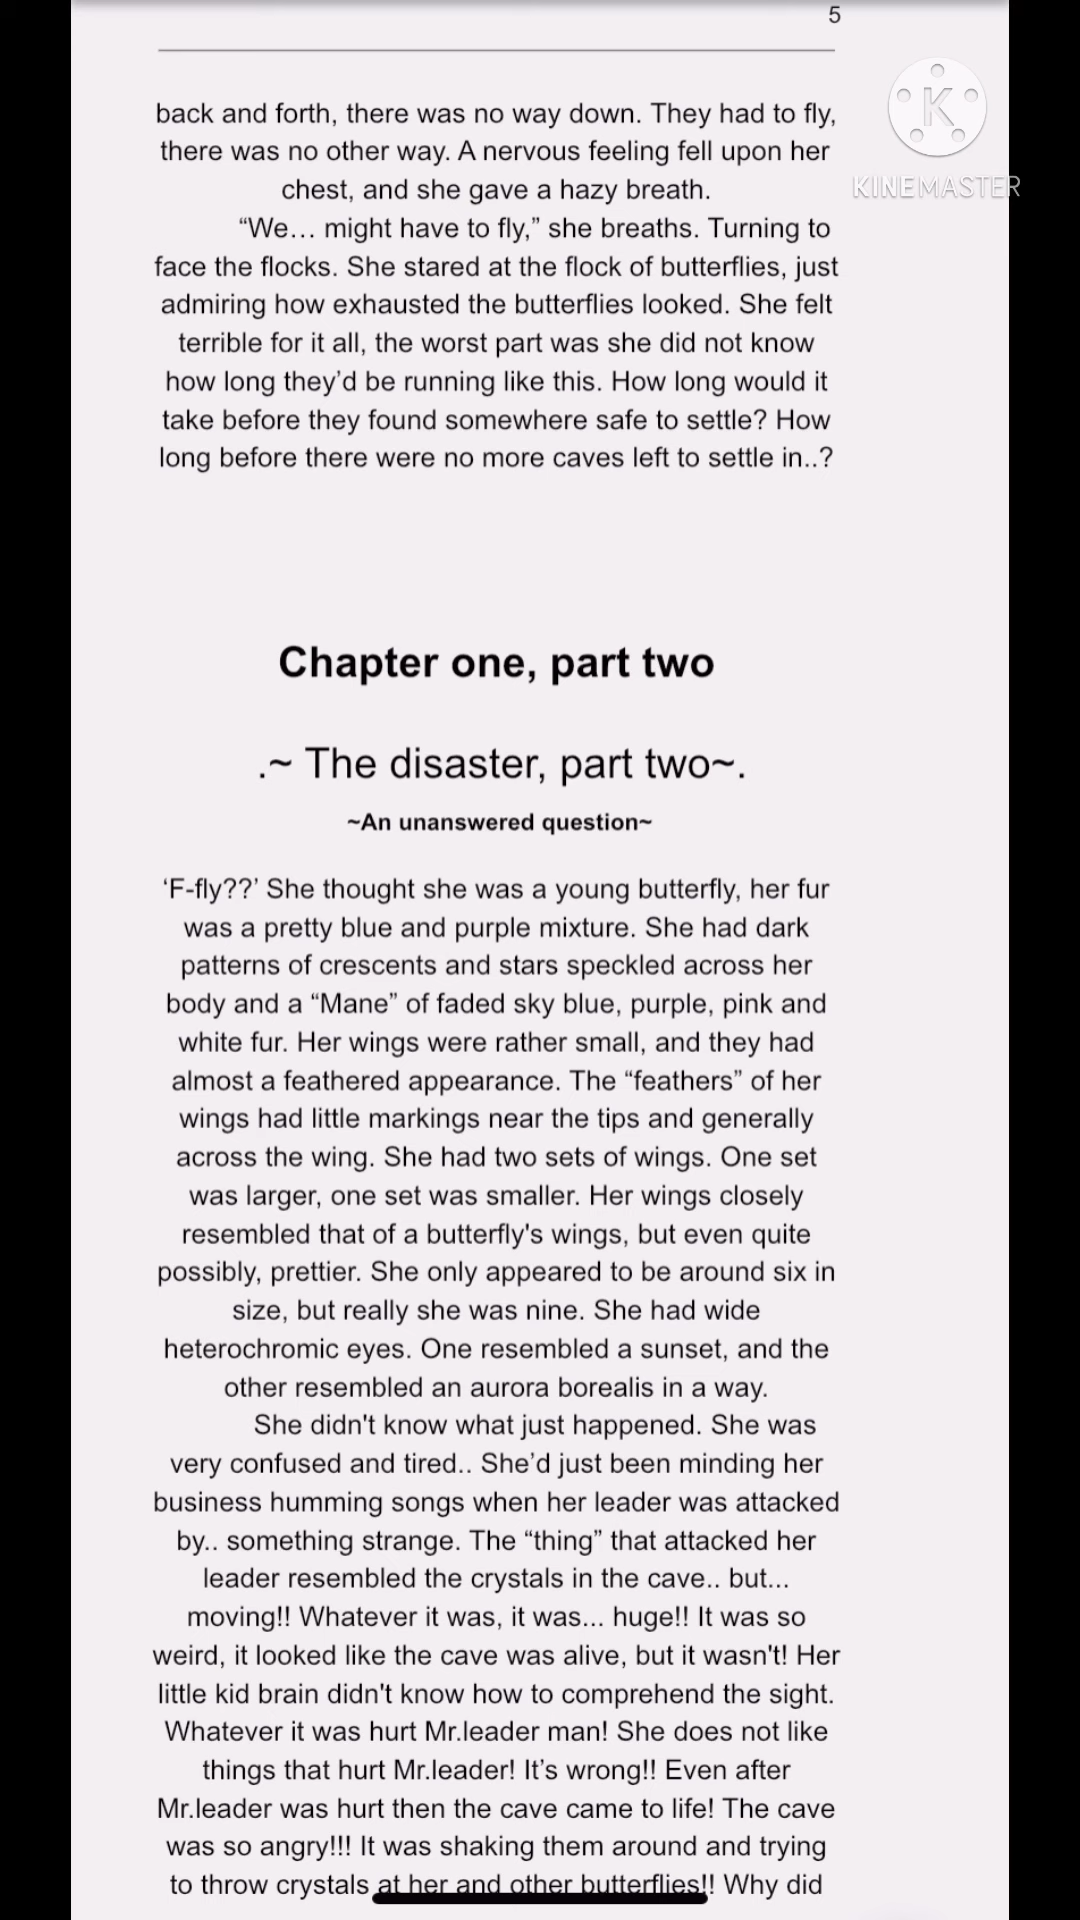 5
back and forth, there was no way down. They had to fly,
there was no other way. A nervous feeling fell upon her
chest, and she gave a hazy breath.
“We... might have to fly,” she breaths. Turning to
face the flocks. She stared at the flock of butterflies, just
admiring how exhausted the butterflies looked. She felt
terrible for it all, the worst part was she did not know
how long they’d be running like this. How long would it
take before they found somewhere safe to settle? How
long before there were no more caves left to settle in..?
K
KINEMASTER
Chapter one, part two
.~ The disaster, part two~.
~An unanswered question~
‘F-fly??’ She thought she was a young butterfly, her fur
was a pretty blue and purple mixture. She had dark
patterns of crescents and stars speckled across her
body and a “Mane” of faded sky blue, purple, pink and
white fur. Her wings were rather small, and they had
almost a feathered appearance. The “feathers” of her
wings had little markings near the tips and generally
across the wing. She had two sets of wings. One set
was larger, one set was smaller. Her wings closely
resembled that of a butterfly's wings, but even quite
possibly, prettier. She only appeared to be around six in
size, but really she was nine. She had wide
heterochromic eyes. One resembled a sunset, and the
other resembled an aurora borealis in a way.
She didn't know what just happened. She was
very confused and tired.. She’d just been minding her
business humming songs when her leader was attacked
by.. something strange. The “thing” that attacked her
leader resembled the crystals in the cave.. but...
moving!! Whatever it was, it was... huge!! It was so
weird, it looked like the cave was alive, but it wasn't! Her
little kid brain didn't know how to comprehend the sight.
Whatever it was hurt Mr.leader man! She does not like
things that hurt Mr.leader! It’s wrong!! Even after
Mr.leader was hurt then the cave came to life! The cave
was so angry!!! It was shaking them around and trying
to throw crystals at her and other butterflies!! Why did